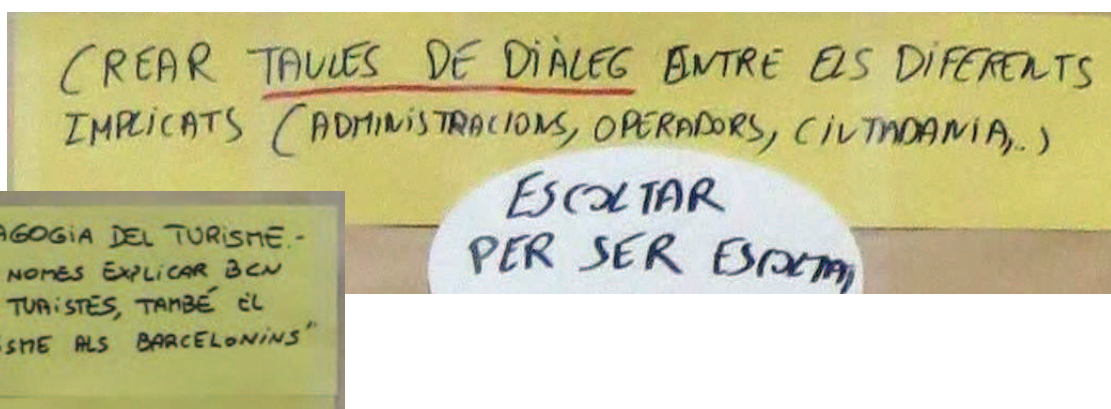 CREAR TAULES DE DIÀLEG ENTRE ELS DIFERENTS
IMPLICATS (ADMINISTRACIONS, OPERADORS, CIUTADANIA,..)
ESCOLTAR
PER SER ESCOLTA
AGOGIA DEL TURISME.-
NOMES EXPLICAR BCN
TURISTES, TAMBÉ EL
ISME ALS BARCELONINS"